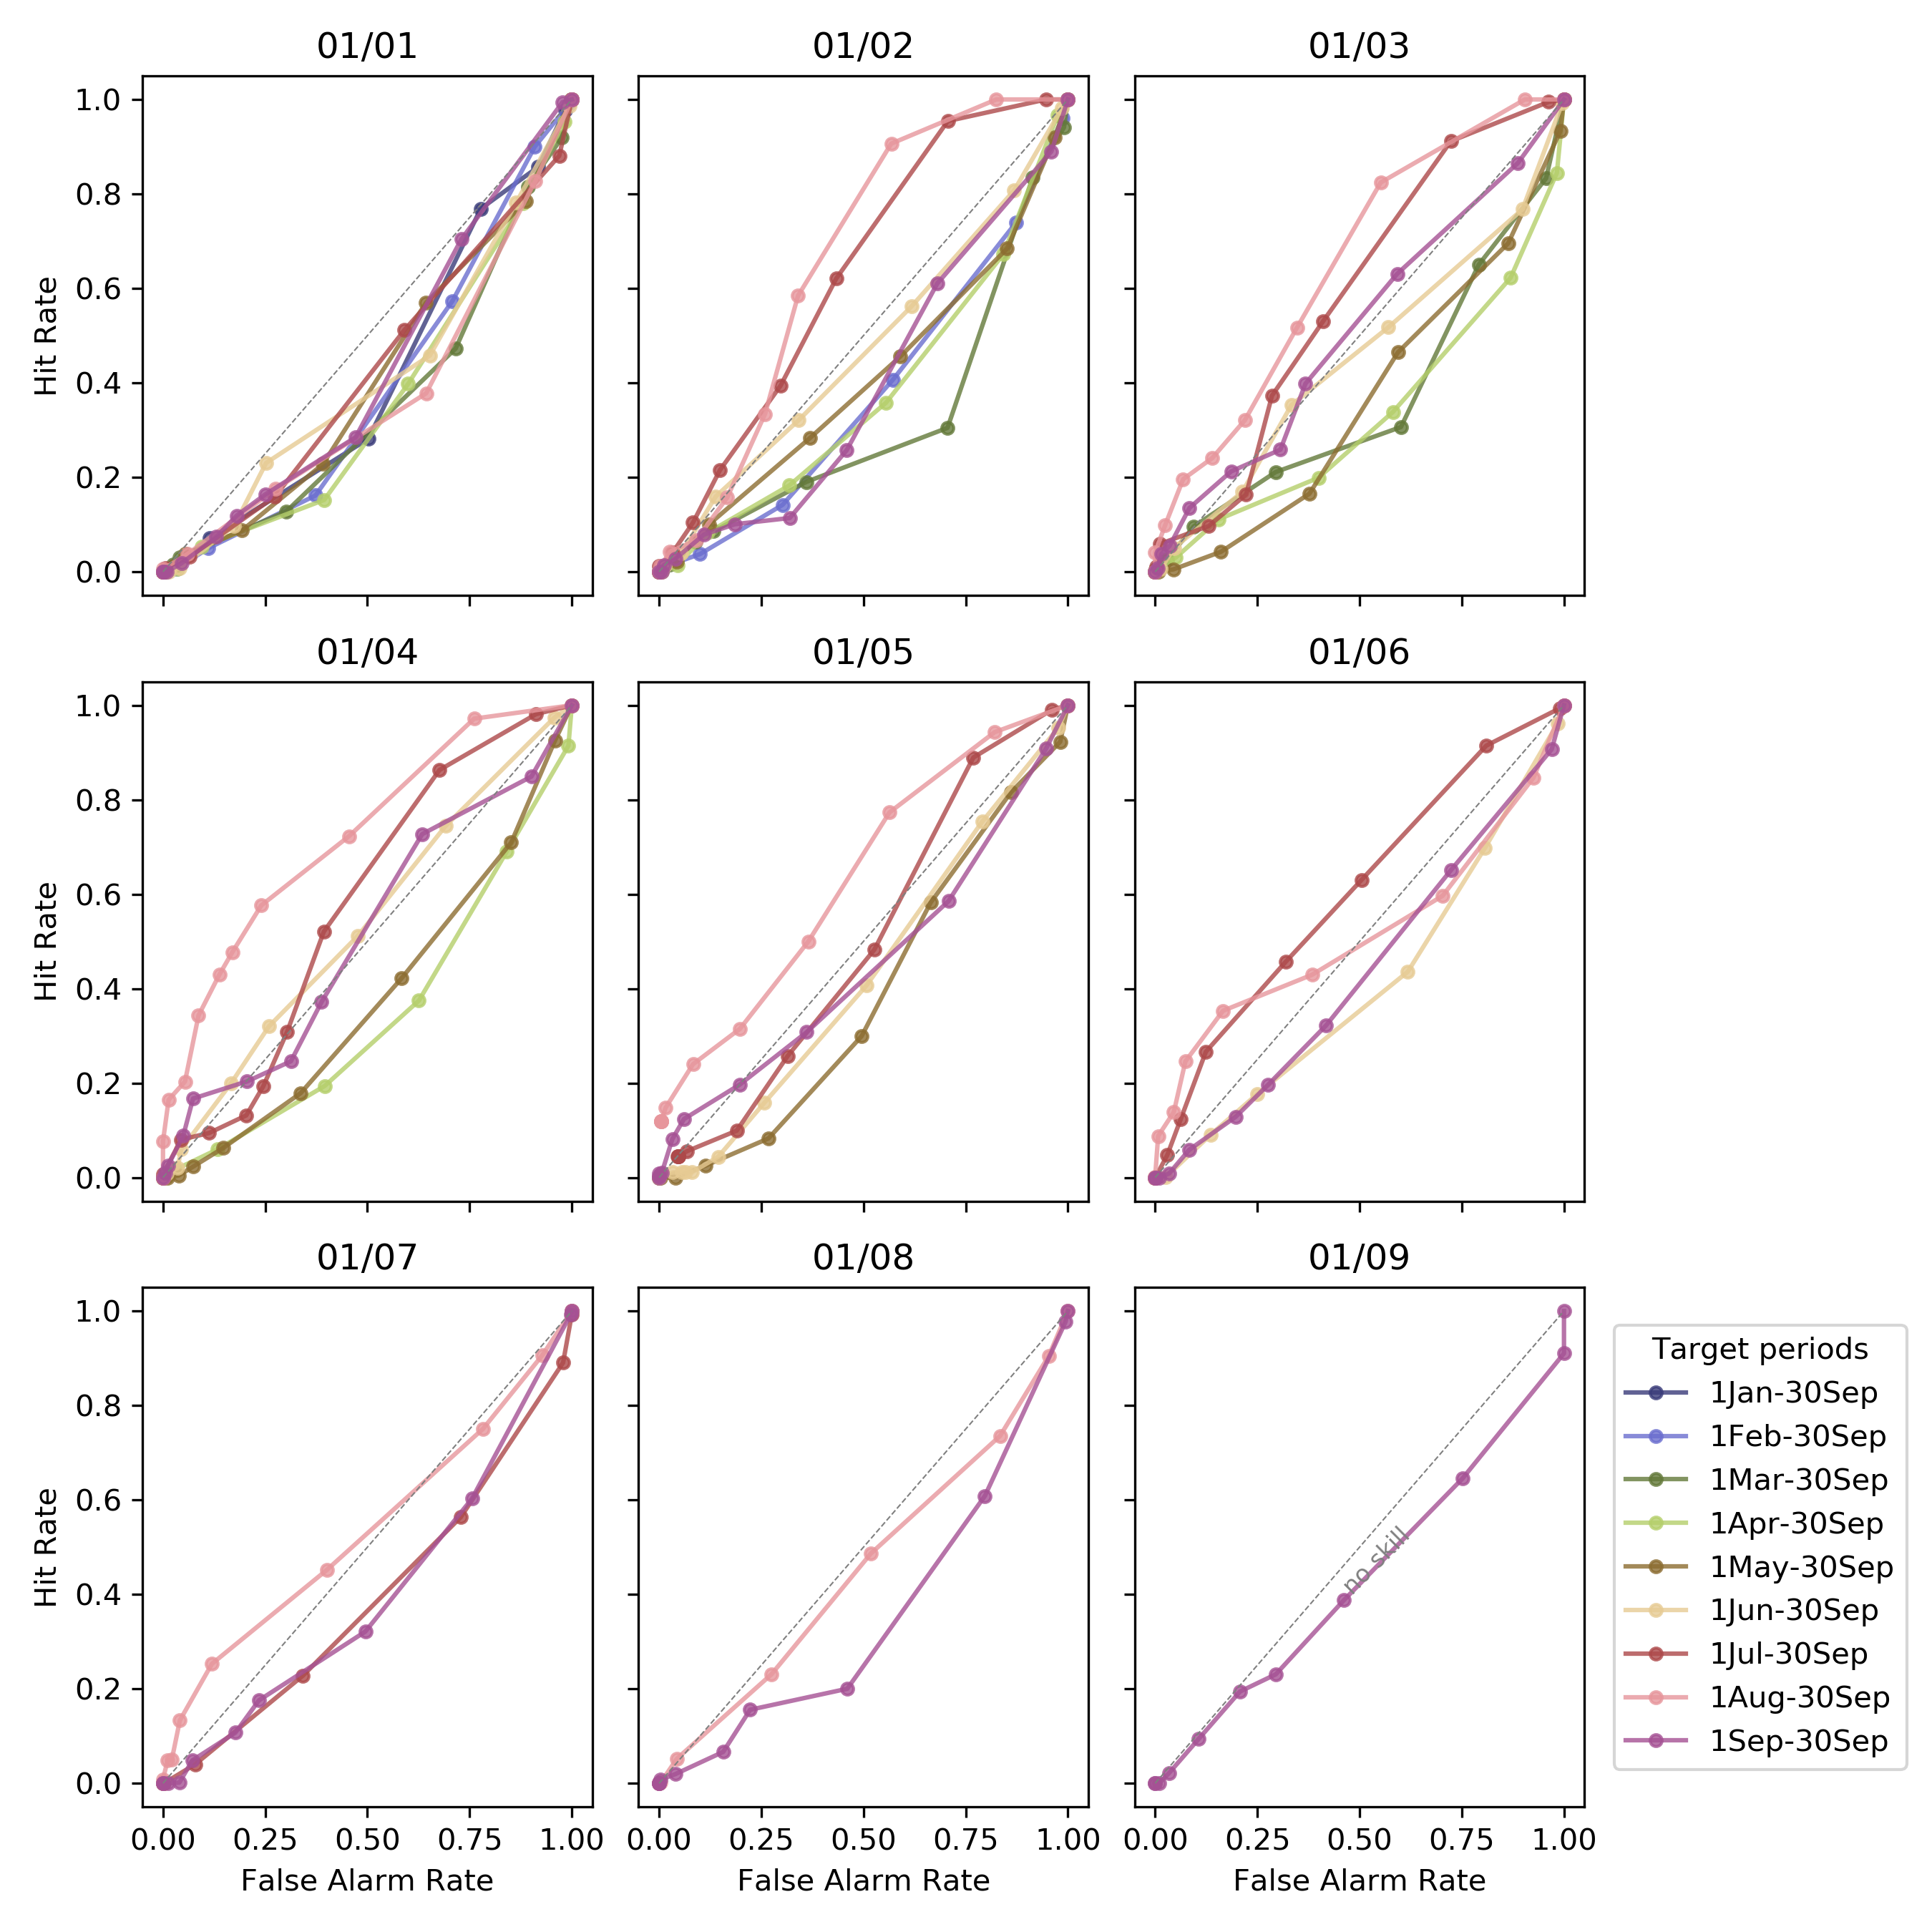 01/01
01/02
01/03
1.0
0.8
0.6
0.4
0.2
0.0
Hit Rate
01/04
01/05
01/06
1.0
0.8
0.6
0.4
0.2
0.0
Hit Rate
01/07
01/08
01/09
1.0
0.8
0.6
0.4
0.2
0.0
Hit Rate
no skill
0.00 0.25 0.50 0.75 1.00
0.00 0.25 0.50 0.75 1.00
0.00 0.25 0.50 0.75 1.00
False Alarm Rate
False Alarm Rate
False Alarm Rate
Target periods
1Jan-30Sep
1Feb-30Sep
1Mar-30Sep
1Apr-30Sep
1May-30Sep
1Jun-30Sep
1Jul-30Sep
1Aug-30Sep
1Sep-30Sep